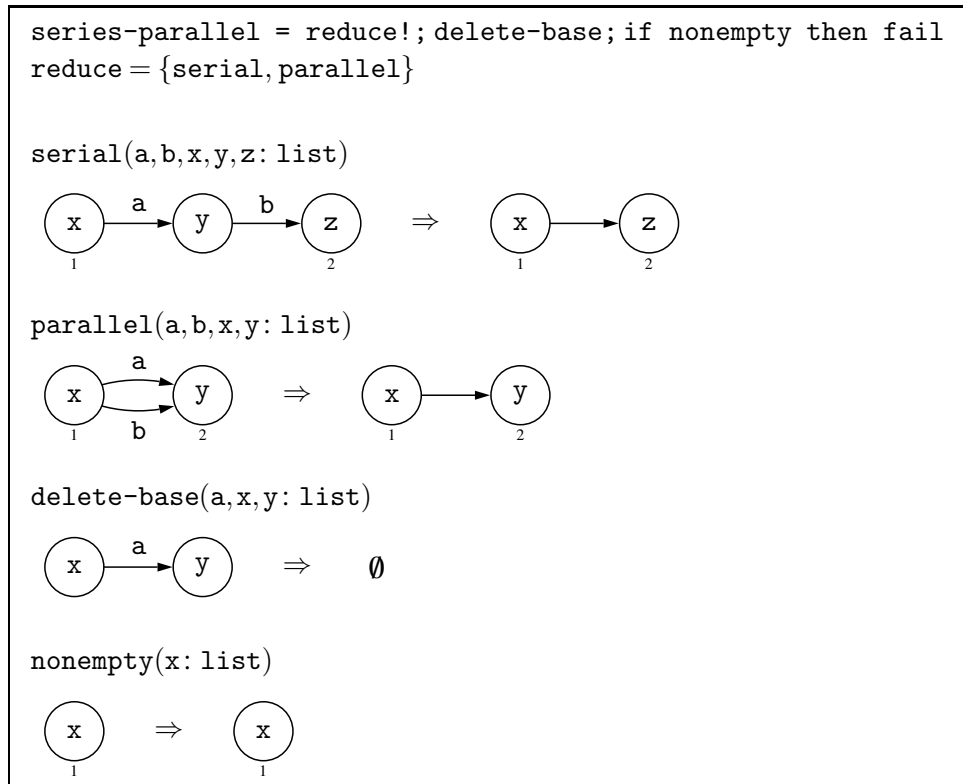 series-parallel = reduce!; delete-base; if nonempty then fail
reduce = {serial, parallel}
serial(a,b,x,y,z: list)
x a y b z ⇒ x z
1 2 1 2
parallel(a,b,x,y: list)
x a b y ⇒ x y
1 2 1 2
delete-base(a,x,y: list)
x a y ⇒ ∅
nonempty(x: list)
x ⇒ x
1 1